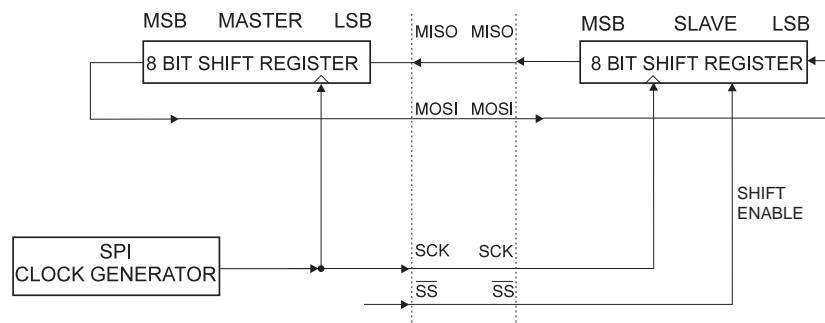 MSB MASTER LSB
MISO MISO
MSB SLAVE LSB
8 BIT SHIFT REGISTER
8 BIT SHIFT REGISTER
MOSI MOSI
SHIFT
ENABLE
SPI
CLOCK GENERATOR
SCK SCK
SS SS